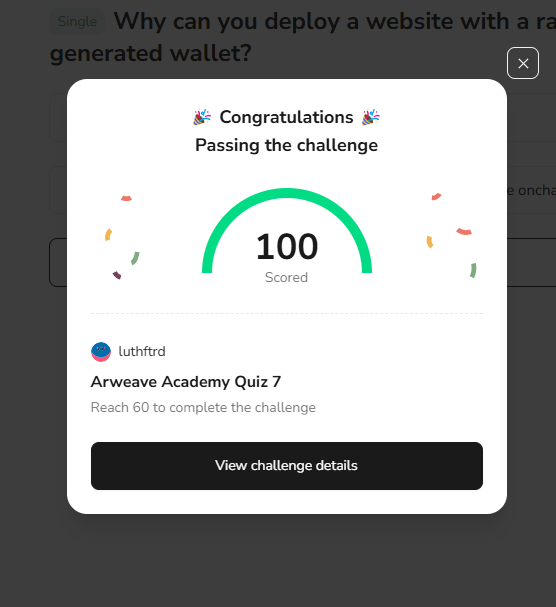 Single Why can you deploy a website with a ra
generated wallet?
Congratulations
Passing the challenge
e oncha
100
Scored
luthftrd
Arweave Academy Quiz 7
Reach 60 to complete the challenge
View challenge details